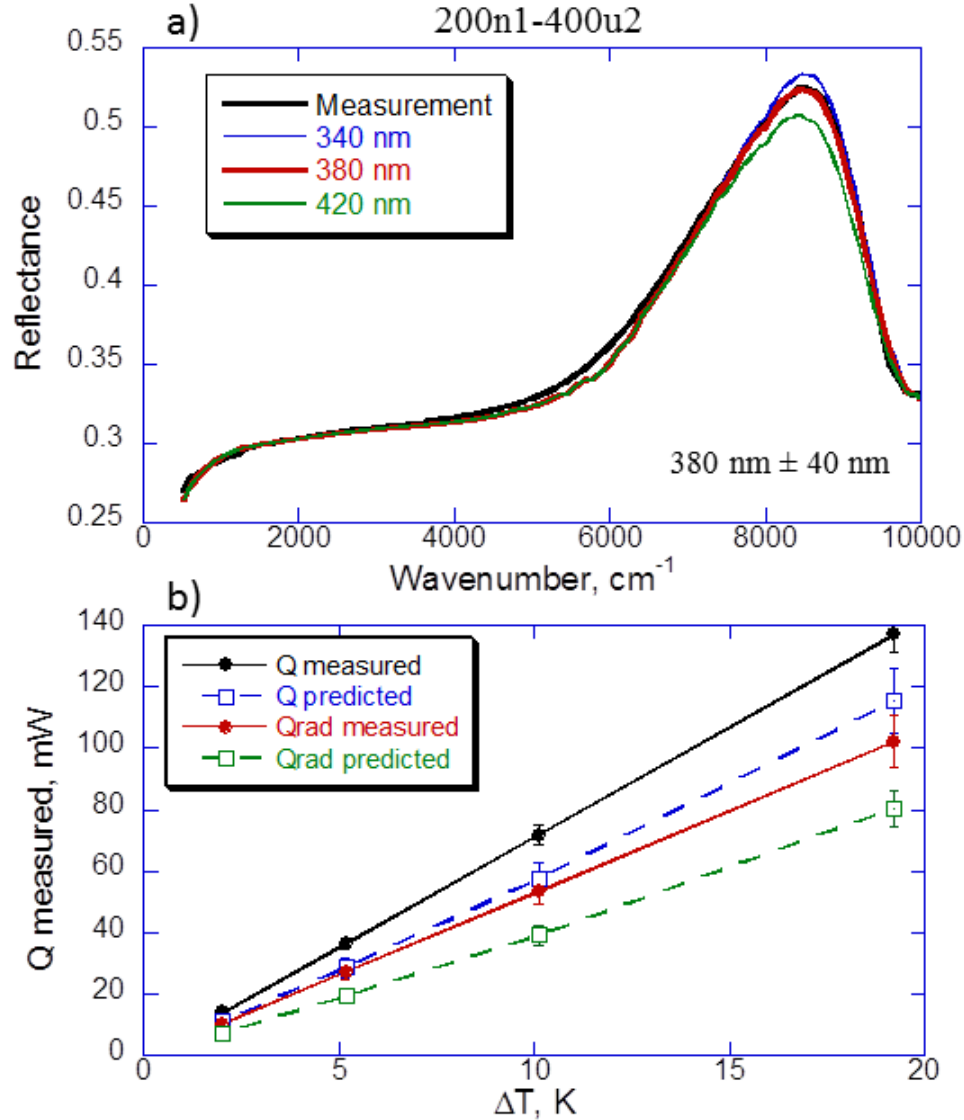 a)
200n1-400u2
0.55
0.5
0.45
0.4
0.35
0.3
0.25
Reflectance
Measurement
340 nm
380 nm
420 nm
380 nm ± 40 nm
0
2000
4000
6000
8000
10000
Wavenumber, cm⁻¹
b)
140
120
100
80
60
40
20
0
Q measured, mW
Q measured
Q predicted
Qrad measured
Qrad predicted
0
5
10
15
20
ΔT, K